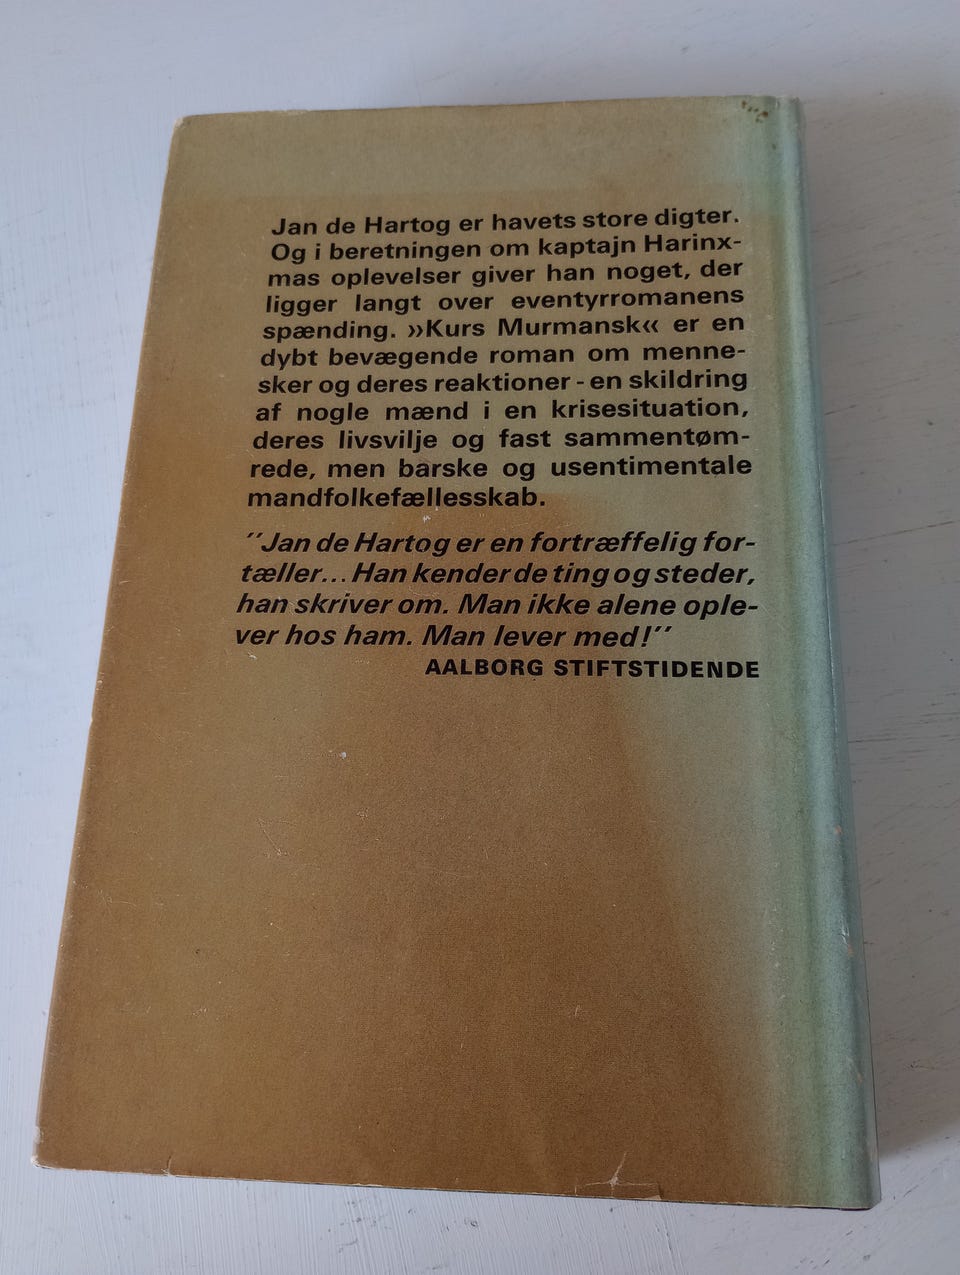 Jan de Hartog er havets store digter.
Og i beretningen om kaptajn Harinx-
mas oplevelser giver han noget, der
ligger langt over eventyrromanens
spænding. »Kurs Murmansk« er en
dybt bevægende roman om menne-
sker og deres reaktioner - en skildring
af nogle mænd i en krisesituation,
deres livsvilje og fast sammentøm-
rede, men barske og usentimentale
mandfolkefællesskab.
"Jan de Hartog er en fortræffelig for-
tæller... Han kender de ting og steder,
han skriver om. Man ikke alene ople-
ver hos ham. Man lever med!"
AALBORG STIFTSTIDENDE